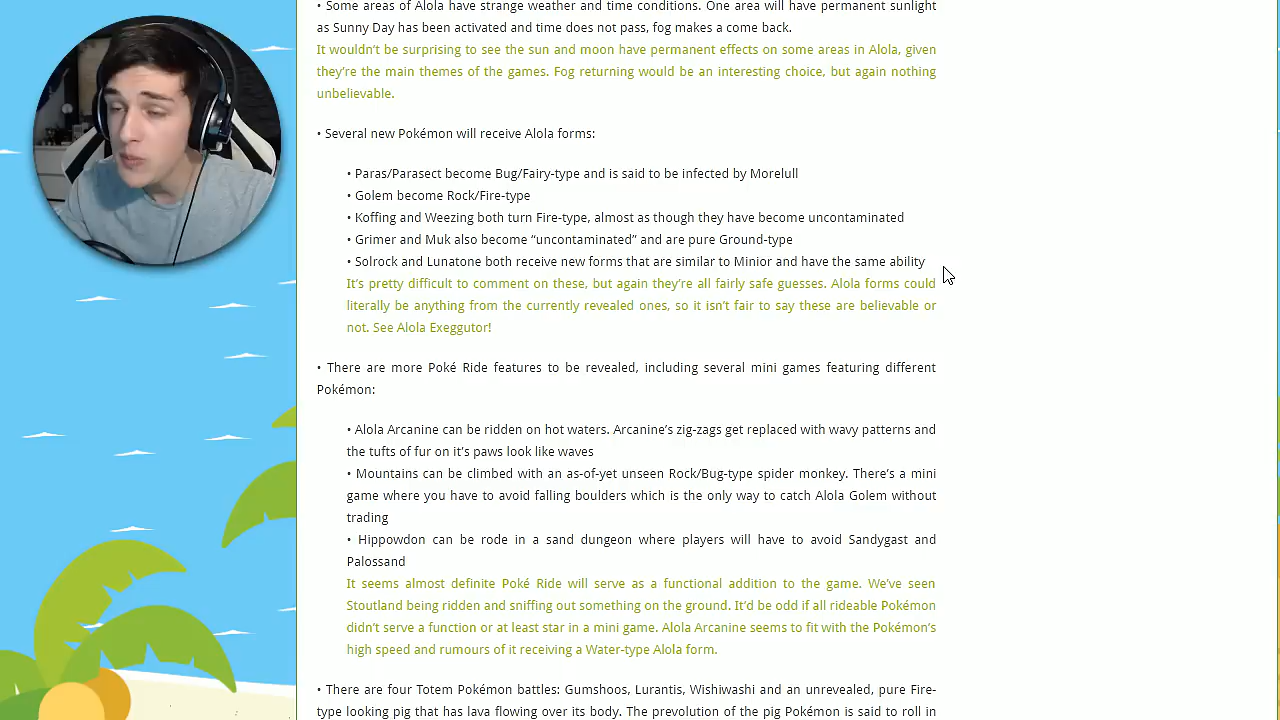 • Some areas of Alola have strange weather and time conditions. One area will have permanent sunlight
as Sunny Day has been activated and time does not pass, fog makes a come back.
It wouldn't be surprising to see the sun and moon have permanent effects on some areas in Alola, given
they're the main themes of the games. Fog returning would be an interesting choice, but again nothing
unbelievable.
• Several new Pokémon will receive Alola forms:
• Paras/Parasect become Bug/Fairy-type and is said to be infected by Morelull
• Golem become Rock/Fire-type
• Koffing and Weezing both turn Fire-type, almost as though they have become uncontaminated
• Grimer and Muk also become “uncontaminated” and are pure Ground-type
• Solrock and Lunatone both receive new forms that are similar to Minior and have the same ability
It's pretty difficult to comment on these, but again they're all fairly safe guesses. Alola forms could
literally be anything from the currently revealed ones, so it isn't fair to say these are believable or
not. See Alola Exeggutor!
• There are more Poké Ride features to be revealed, including several mini games featuring different
Pokémon:
• Alola Arcanine can be ridden on hot waters. Arcanine's zig-zags get replaced with wavy patterns and
the tufts of fur on it's paws look like waves
• Mountains can be climbed with an as-of-yet unseen Rock/Bug-type spider monkey. There's a mini
game where you have to avoid falling boulders which is the only way to catch Alola Golem without
trading
• Hippowdon can be rode in a sand dungeon where players will have to avoid Sandygast and
Palossand
It seems almost definite Poké Ride will serve as a functional addition to the game. We've seen
Stoutland being ridden and sniffing out something on the ground. It'd be odd if all rideable Pokémon
didn't serve a function or at least star in a mini game. Alola Arcanine seems to fit with the Pokémon's
high speed and rumours of it receiving a Water-type Alola form.
• There are four Totem Pokémon battles: Gumshoos, Lurantis, Wishiwashi and an unrevealed, pure Fire-
type looking pig that has lava flowing over its body. The prevolution of the pig Pokémon is said to roll in